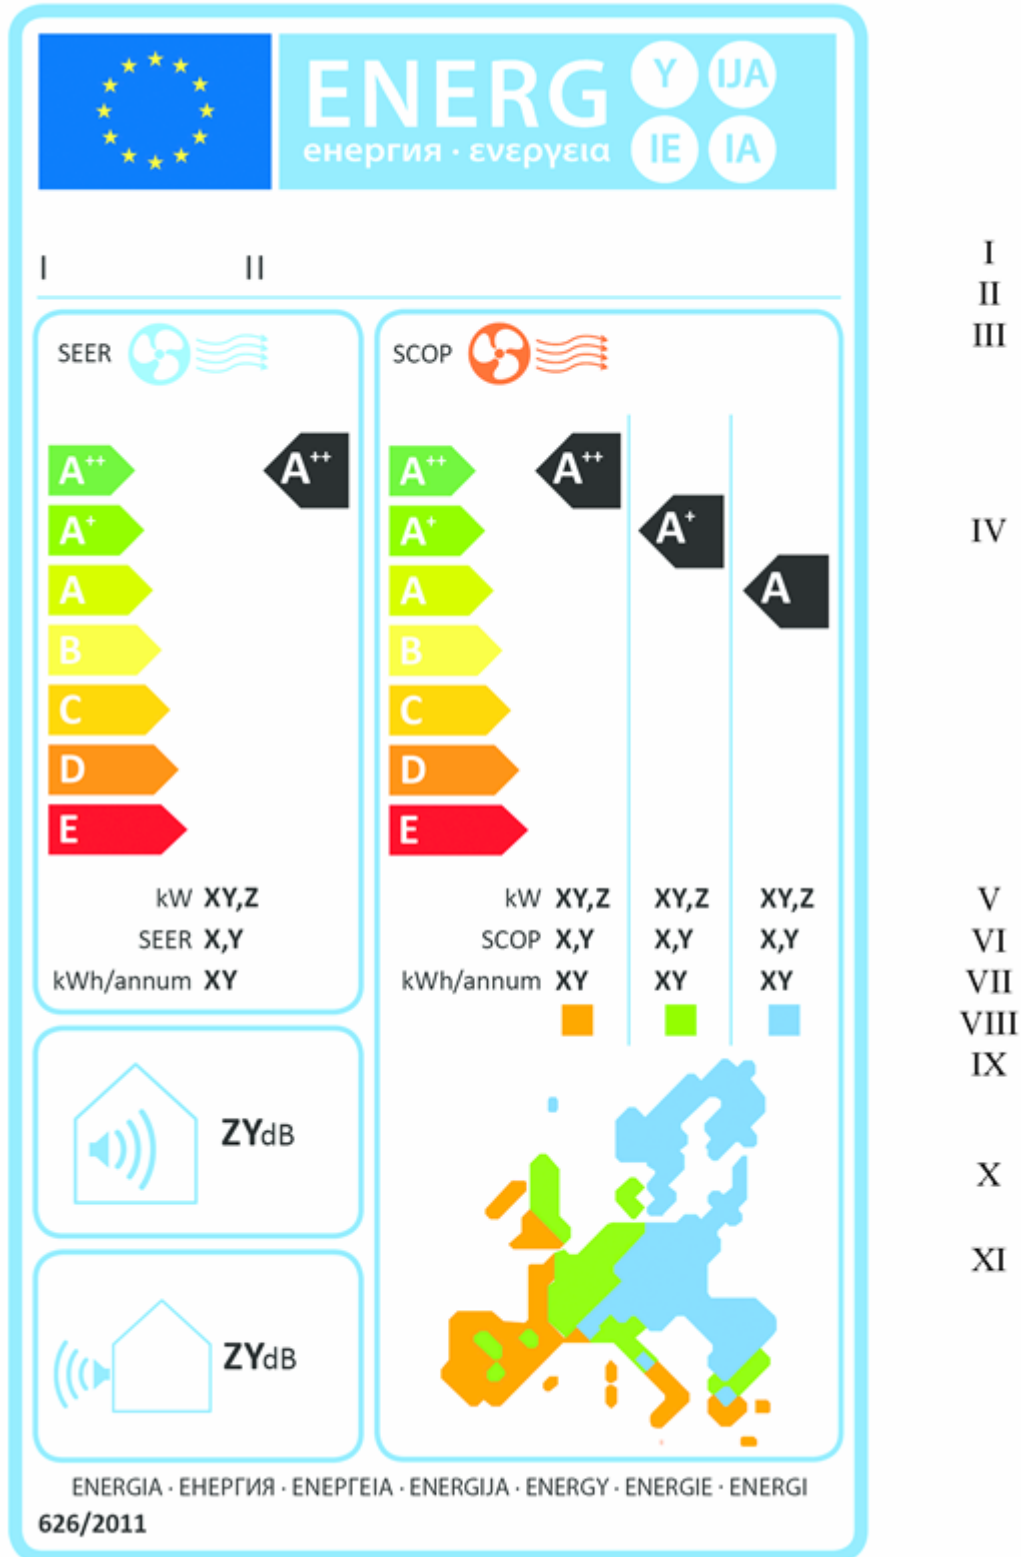 ENERG Y IJA
енергия · ενεργεια IE IA
I II
I
II
SEER SCOP
III
A++ A++ A++ A++
A+ A+ A+
IV
A A A
B B
C C
D D
E E
kW XY,Z kW XY,Z XY,Z XY,Z V
SEER X,Y SCOP X,Y X,Y X,Y VI
kWh/annum XY kWh/annum XY XY XY VII
VIII
IX
ZYdB
X
XI
ZYdB
ENERGIA · ЕНЕРГИЯ · ΕΝΕΡΓΕΙΑ · ENERGIJA · ENERGY · ENERGIE · ENERGI
626/2011